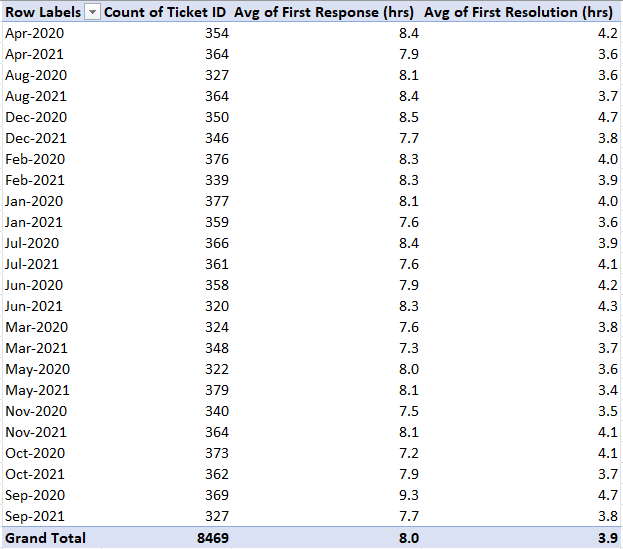 Row Labels Count of Ticket ID Avg of First Response (hrs) Avg of First Resolution (hrs)
Apr-2020 354 8.4 4.2
Apr-2021 364 7.9 3.6
Aug-2020 327 8.1 3.6
Aug-2021 364 8.4 3.7
Dec-2020 350 8.5 4.7
Dec-2021 346 7.7 3.8
Feb-2020 376 8.3 4.0
Feb-2021 339 8.3 3.9
Jan-2020 377 8.1 4.0
Jan-2021 359 7.6 3.6
Jul-2020 366 8.4 3.9
Jul-2021 361 7.6 4.1
Jun-2020 358 7.9 4.2
Jun-2021 320 8.3 4.3
Mar-2020 324 7.6 3.8
Mar-2021 348 7.3 3.7
May-2020 322 8.0 3.6
May-2021 379 8.1 3.4
Nov-2020 340 7.5 3.5
Nov-2021 364 8.1 4.1
Oct-2020 373 7.2 4.1
Oct-2021 362 7.9 3.7
Sep-2020 369 9.3 4.7
Sep-2021 327 7.7 3.8
Grand Total 8469 8.0 3.9